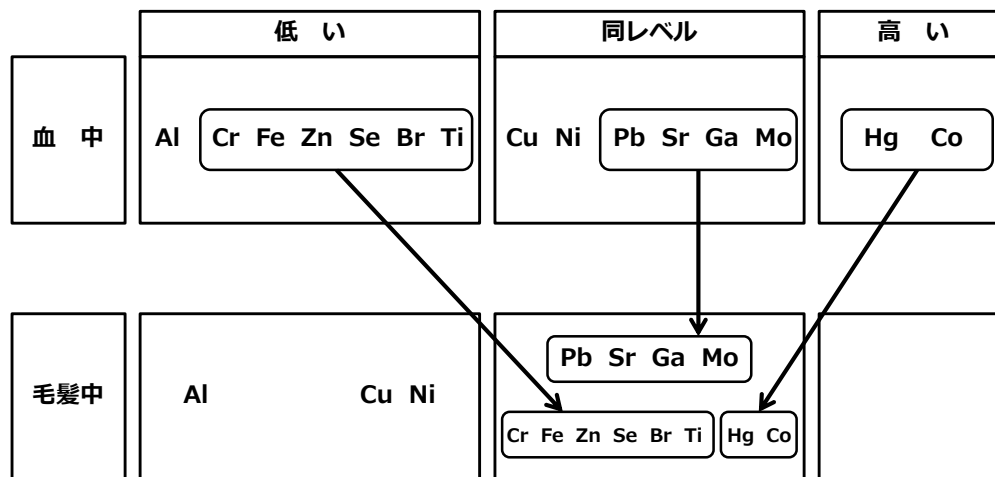 低 い 同レベル 高 い
血 中 Al Cr Fe Zn Se Br Ti Cu Ni Pb Sr Ga Mo Hg Co
Pb Sr Ga Mo
毛髪中 Al Cu Ni
Cr Fe Zn Se Br Ti Hg Co